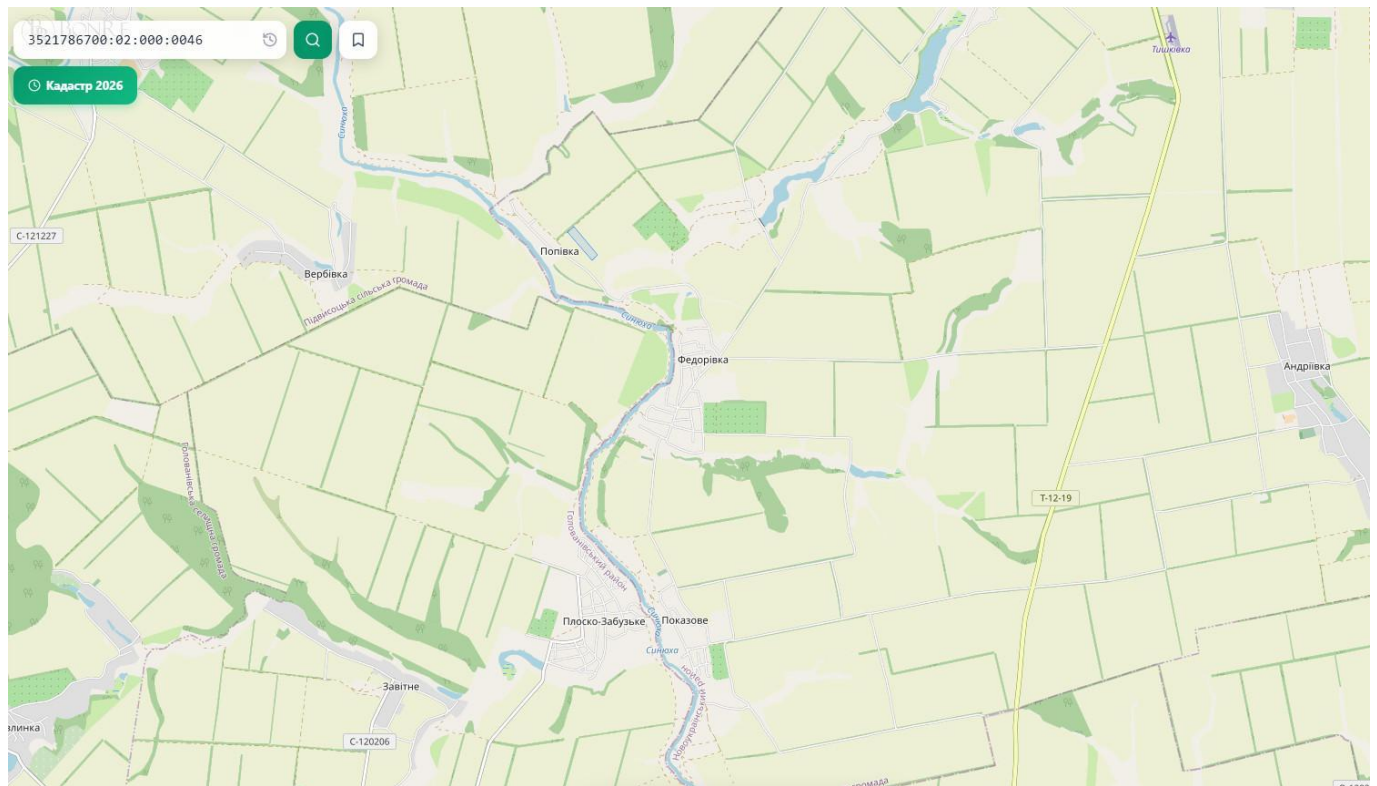 3521786700:02:000:0046
Кадастр 2026
Тишківка
Синюха
С-121227
Попівка
Вербівка
Підвисоцька сільська громада
Синюха
Федорівка
Андріївка
Голованівська селищна громада
Т-12-19
Голованівський район
Плоско-Забузьке
Синюха
Показове
Синюха
Завітне
Новоукраїнський район
С-120206
громада